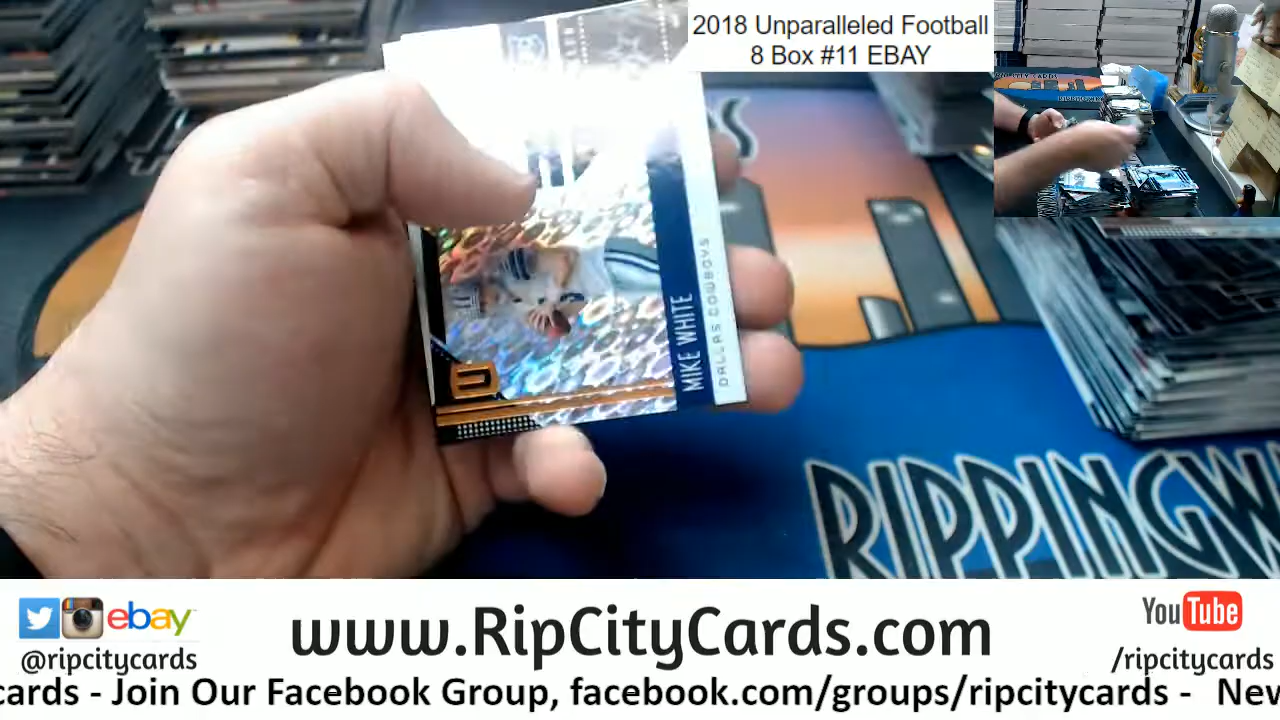 2018 Unparalleled Football
8 Box #11 EBAY
MIKE WHITE
DALLAS COWBOYS
U
RIPPINGW
ebay
@ripcitycards
www.RipCityCards.com
YouTube
/ripcitycards
cards - Join Our Facebook Group, facebook.com/groups/ripcitycards - New